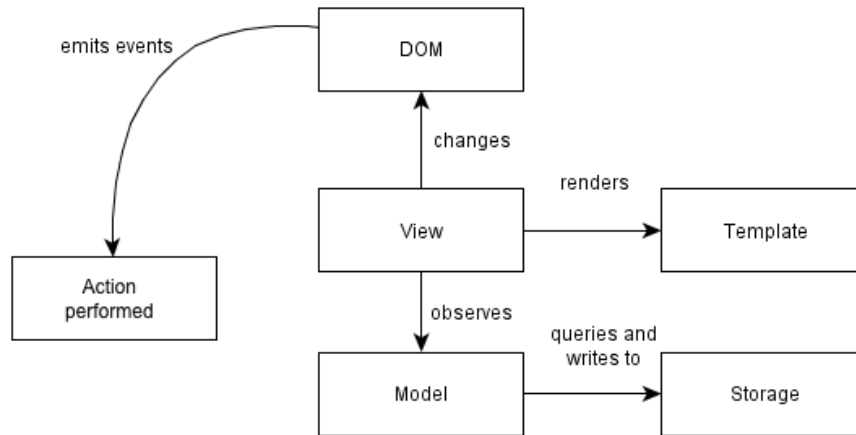 emits events
DOM
changes
renders
View
Template
Action
performed
observes
queries and
writes to
Model
Storage